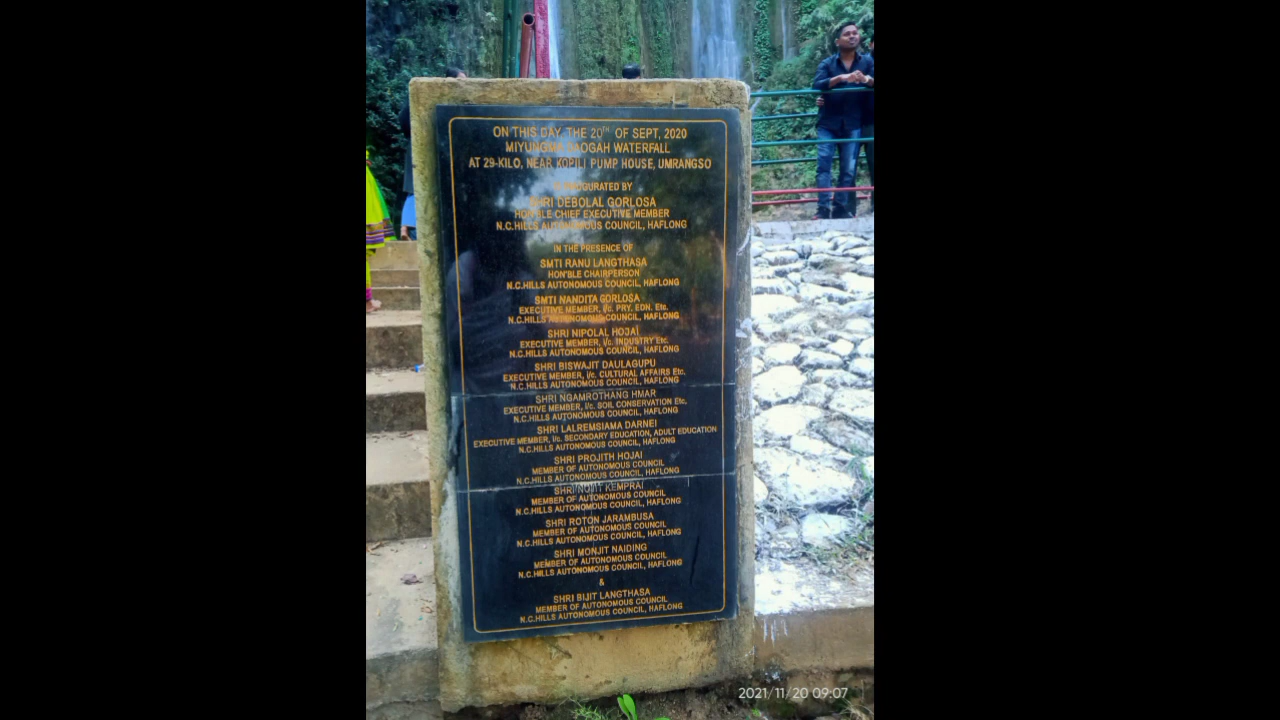 ON THIS DAY THE 20TH OF SEPT, 2020
WATERFALL
AT 29-KILO, NEAR KOPILI PUMP HOUSE, UMRANGSO
INAUGURATED BY
SHRI DEBOLAL GORLOSA
HON'BLE CHIEF EXECUTIVE MEMBER
N.C.HILLS AUTONOMOUS COUNCIL, HAFLONG
IN THE PRESENCE OF
SMTI RANU LANGTHASA
HON'BLE CHAIRPERSON
N.C.HILLS AUTONOMOUS COUNCIL, HAFLONG
SMTI NANDITA GORLOSA
EXECUTIVE MEMBER, i/c. PRY. EDN. Etc.
N.C.HILLS AUTONOMOUS COUNCIL, HAFLONG
SHRI NIPOLAL HOJAI
EXECUTIVE MEMBER, i/c. INDUSTRY Etc.
N.C.HILLS AUTONOMOUS COUNCIL, HAFLONG
SHRI BISWAJIT DAULAGUPU
EXECUTIVE MEMBER, i/c. CULTURAL AFFAIRS Etc.
N.C.HILLS AUTONOMOUS COUNCIL, HAFLONG
SHRI NGAMROTHANG HMAR
EXECUTIVE MEMBER, i/c. SOIL CONSERVATION Etc.
N.C.HILLS AUTONOMOUS COUNCIL, HAFLONG
SHRI LALREMSIAMA DARNEI
EXECUTIVE MEMBER, i/c. SECONDARY EDUCATION, ADULT EDUCATION
N.C.HILLS AUTONOMOUS COUNCIL, HAFLONG
SHRI PROJITH HOJAI
MEMBER OF AUTONOMOUS COUNCIL
N.C.HILLS AUTONOMOUS COUNCIL, HAFLONG
SHRI KEMPRAI
MEMBER OF AUTONOMOUS COUNCIL
N.C.HILLS AUTONOMOUS COUNCIL, HAFLONG
SHRI ROTON JARAMBUSA
MEMBER OF AUTONOMOUS COUNCIL
N.C.HILLS AUTONOMOUS COUNCIL, HAFLONG
SHRI MONJIT NAIDING
MEMBER OF AUTONOMOUS COUNCIL
N.C.HILLS AUTONOMOUS COUNCIL, HAFLONG
&
SHRI BIJIT LANGTHASA
MEMBER OF AUTONOMOUS COUNCIL
N.C.HILLS AUTONOMOUS COUNCIL, HAFLONG
2021/11/20 09:07